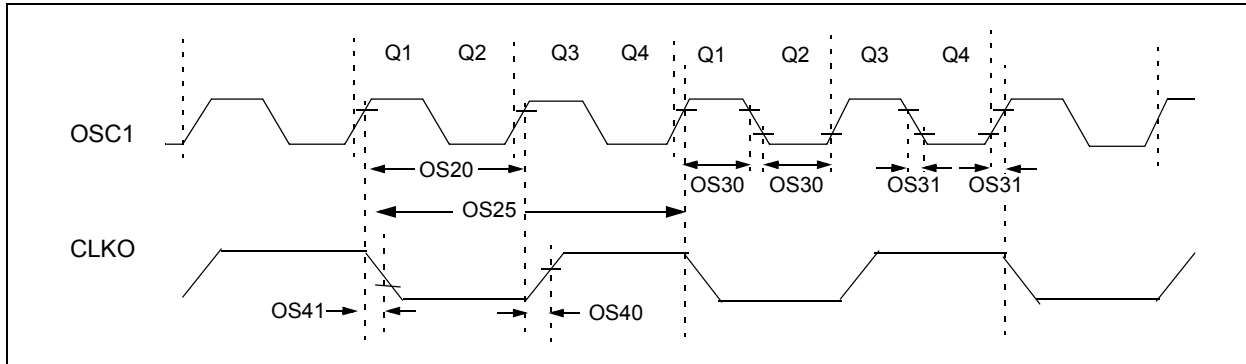 Q1 Q2 Q3 Q4 Q1 Q2 Q3 Q4
OSC1
OS20 OS30 OS30 OS31 OS31
OS25
CLKO
OS41 OS40